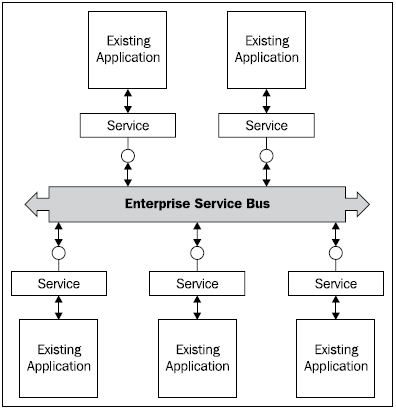 Existing
Application
Existing
Application
Service
Service
Enterprise Service Bus
Service
Service
Service
Existing
Application
Existing
Application
Existing
Application